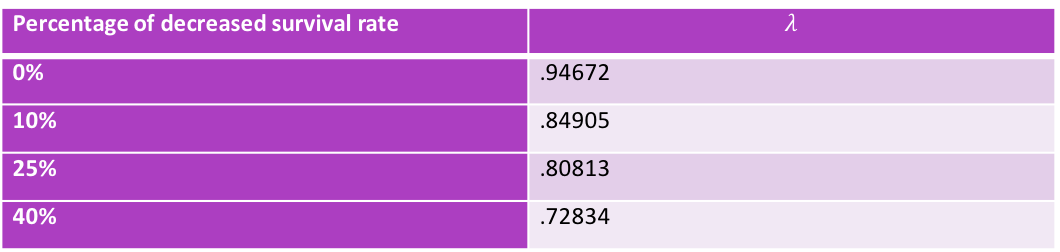 Percentage of decreased survival rate λ
0% .94672
10% .84905
25% .80813
40% .72834